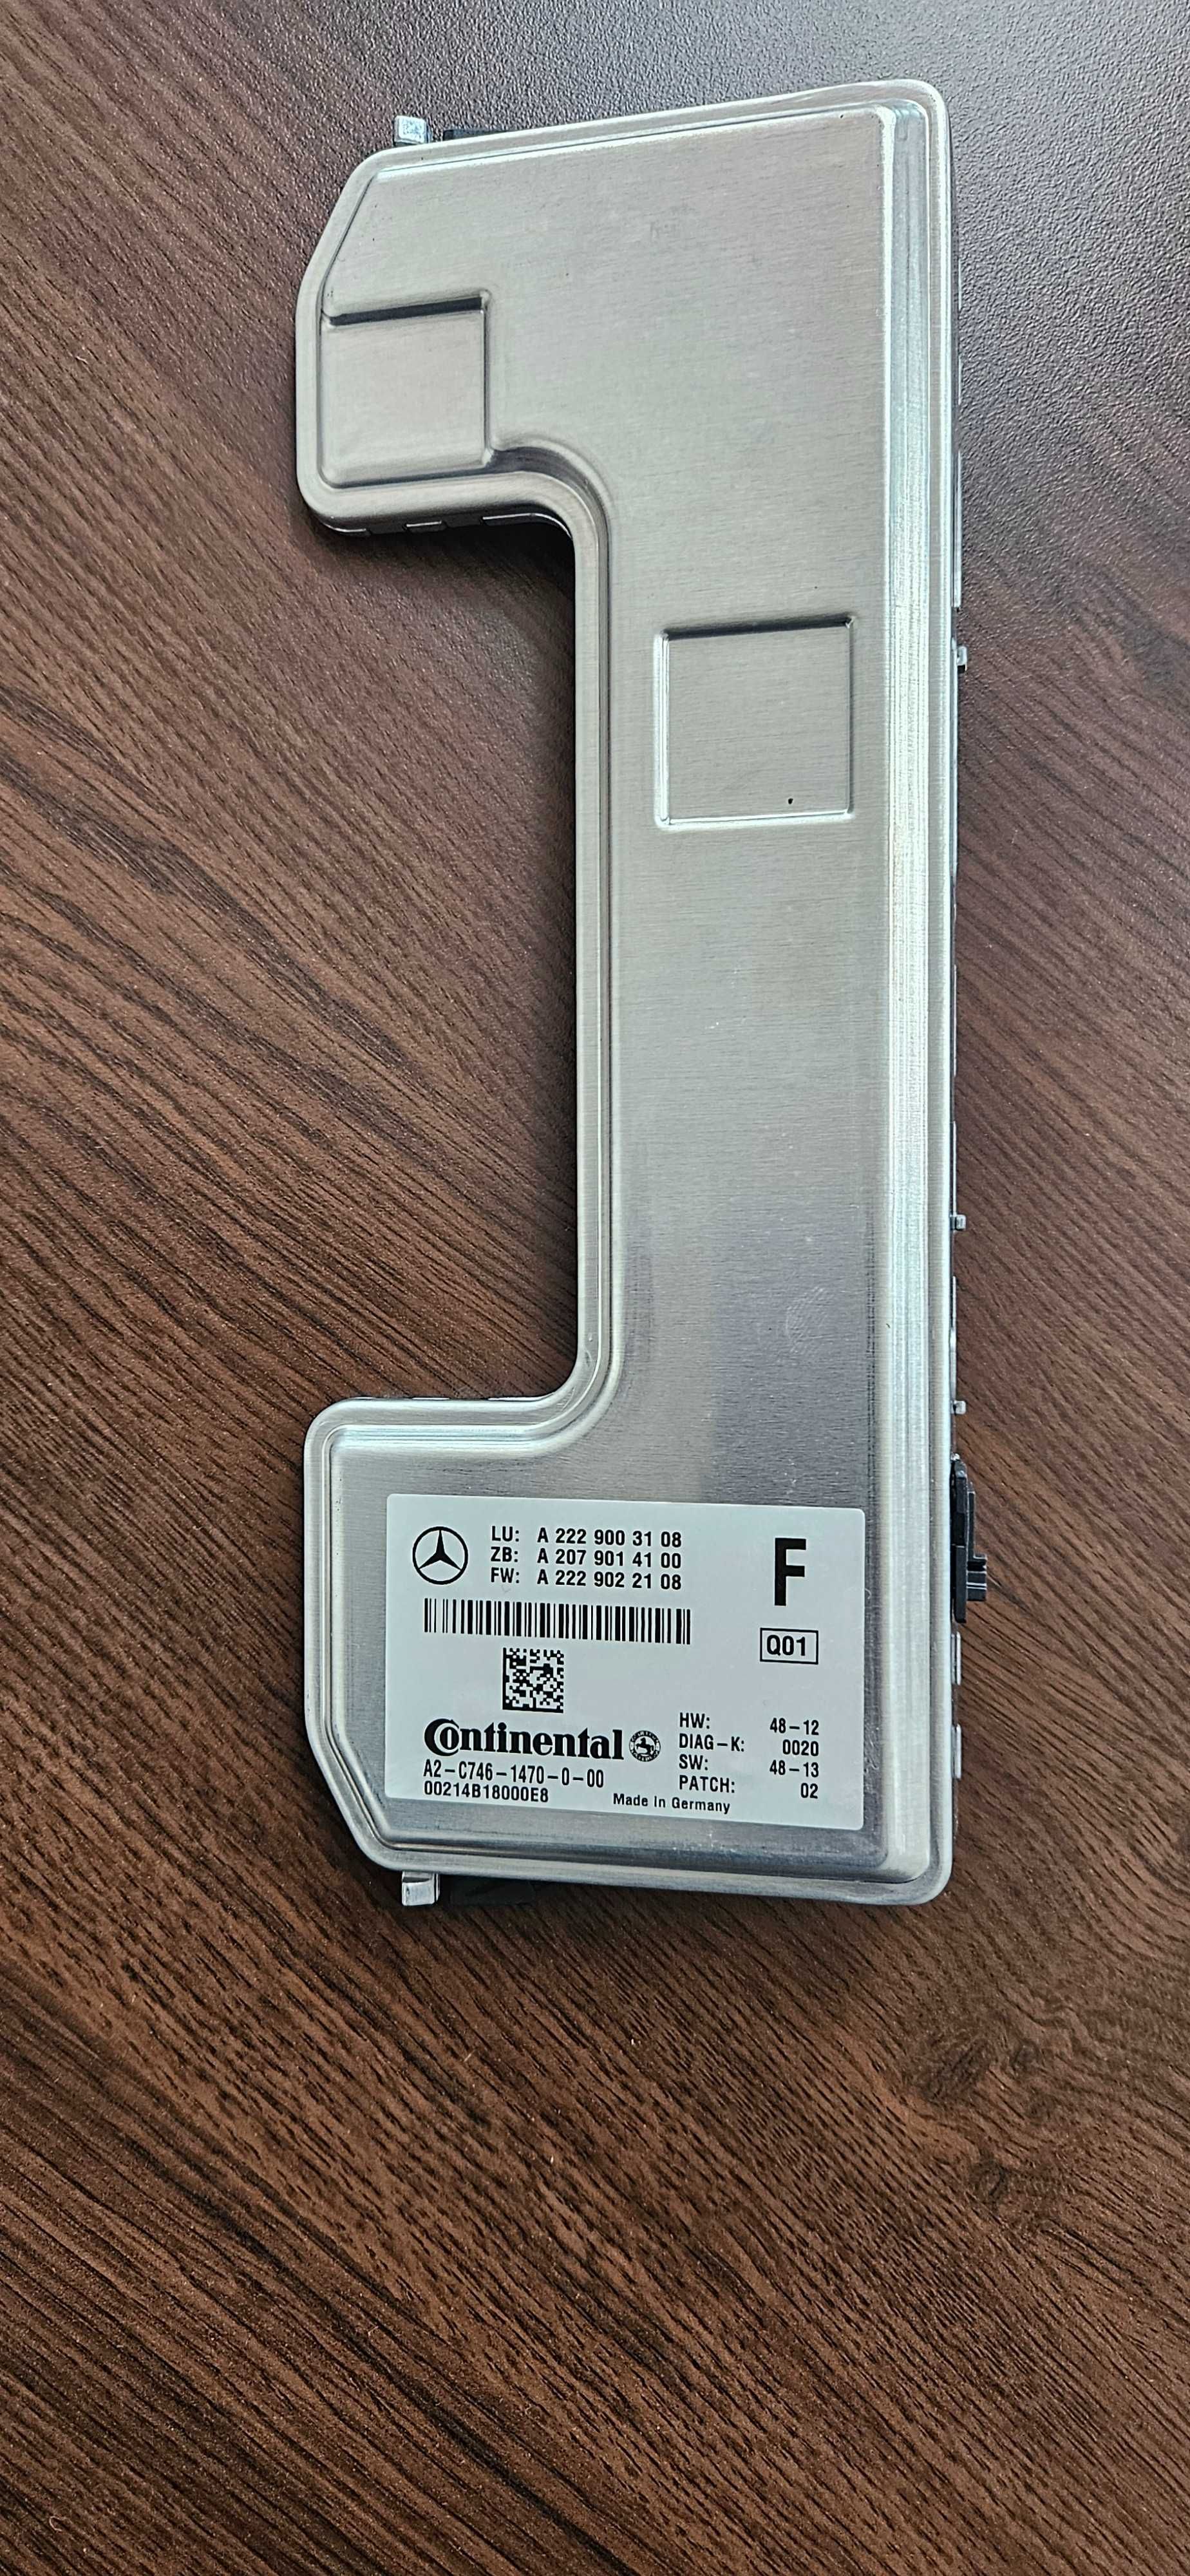 LU: A 222 900 31 08
ZB: A 207 901 41 00
FW: A 222 902 21 08
F
Q01
Continental
A2-C746-1470-0-00
00214B18000E8
Made In Germany
HW: 48-12
DIAG-K: 0020
SW: 48-13
PATCH: 02